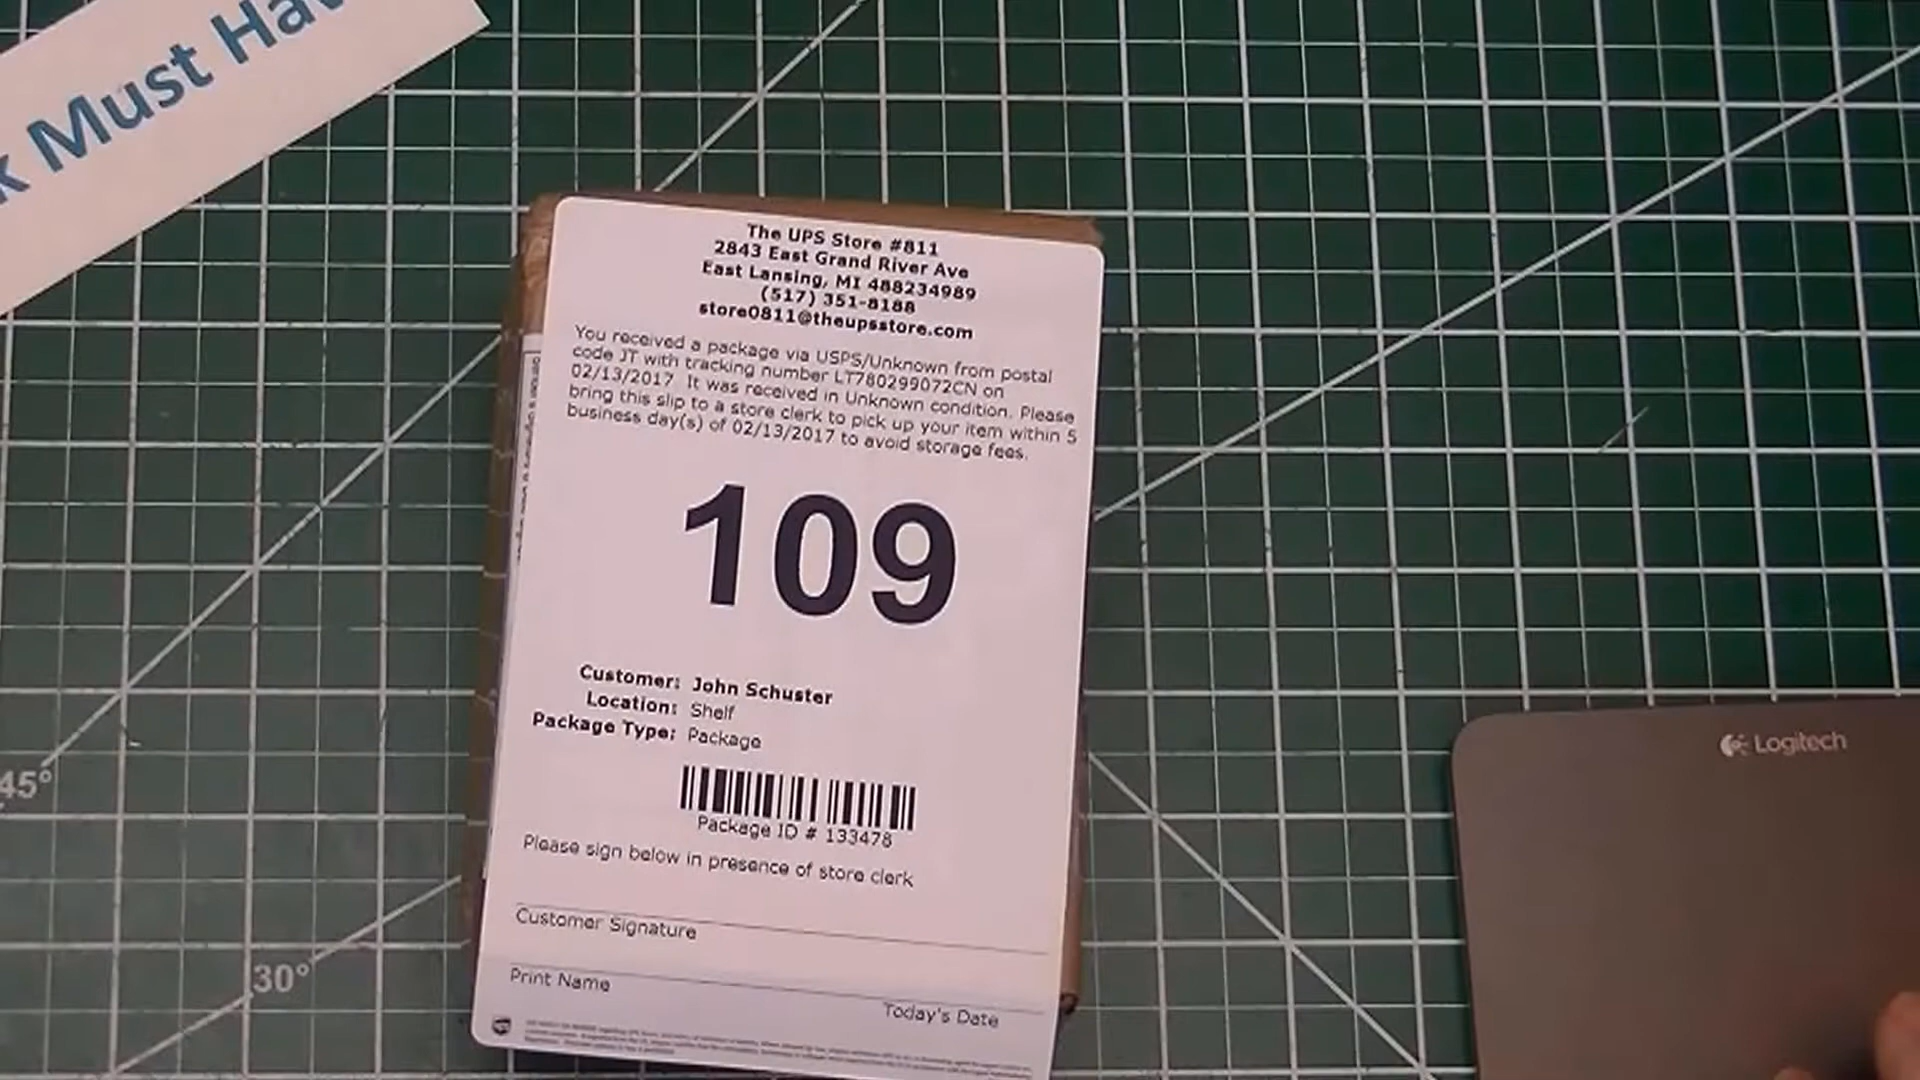 Must Hav
The UPS Store #811
2843 East Grand River Ave
East Lansing, MI 488234989
(517) 351-8188
store0811@theupsstore.com
You received a package via USPS/Unknown from postal
code JT with tracking number LT780299072CN on
02/13/2017. It was received in Unknown condition. Please
bring this slip to a store clerk to pick up your item within 5
business day(s) of 02/13/2017 to avoid storage fees.
109
Customer: John Schuster
Location: Shelf
Package Type: Package
Package ID # 133478
Please sign below in presence of store clerk
Customer Signature
Print Name
Today's Date
Logitech
45°
30°